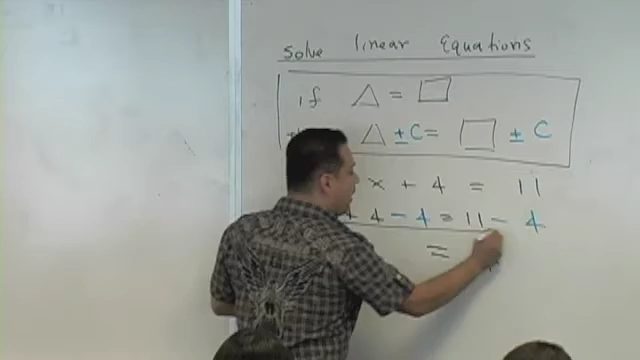 Solve linear Equations
if △ = □
△ ± C = □ ± C
x + 4 = 11
4 - 4 = 11 - 4
=